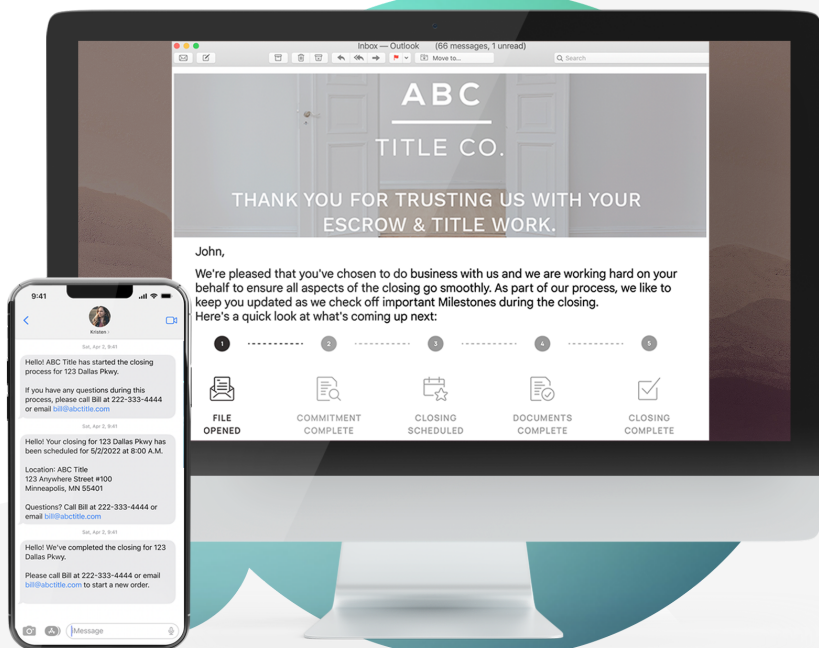 Inbox — Outlook (66 messages, 1 unread)
Move to...
Search
ABC
TITLE CO.
THANK YOU FOR TRUSTING US WITH YOUR
ESCROW & TITLE WORK.
John,
We're pleased that you've chosen to do business with us and we are working hard on your
behalf to ensure all aspects of the closing go smoothly. As part of our process, we like to
keep you updated as we check off important Milestones during the closing.
Here's a quick look at what's coming up next:
1 2 3 4 5
FILE
OPENED
COMMITMENT
COMPLETE
CLOSING
SCHEDULED
DOCUMENTS
COMPLETE
CLOSING
COMPLETE
9:41
Kristen
Sat, Apr 2, 9:41
Hello! ABC Title has started the closing
process for 123 Dallas Pkwy.
If you have any questions during this
process, please call Bill at 222-333-4444
or email bill@abctitle.com
Sat, Apr 2, 9:41
Hello! Your closing for 123 Dallas Pkwy has
been scheduled for 5/2/2022 at 8:00 A.M.
Location: ABC Title
123 Anywhere Street #100
Minneapolis, MN 55401
Questions? Call Bill at 222-333-4444 or
email bill@abctitle.com
Sat, Apr 2, 9:41
Hello! We've completed the closing for 123
Dallas Pkwy.
Please call Bill at 222-333-4444 or email
bill@abctitle.com to start a new order.
Message